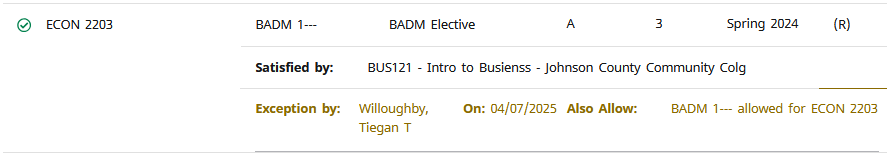 ECON 2203 BADM 1--- BADM Elective A 3 Spring 2024 (R)
Satisfied by: BUS121 - Intro to Busienss - Johnson County Community Colg
Exception by: Willoughby, On: 04/07/2025 Also Allow: BADM 1--- allowed for ECON 2203
Tiegan T